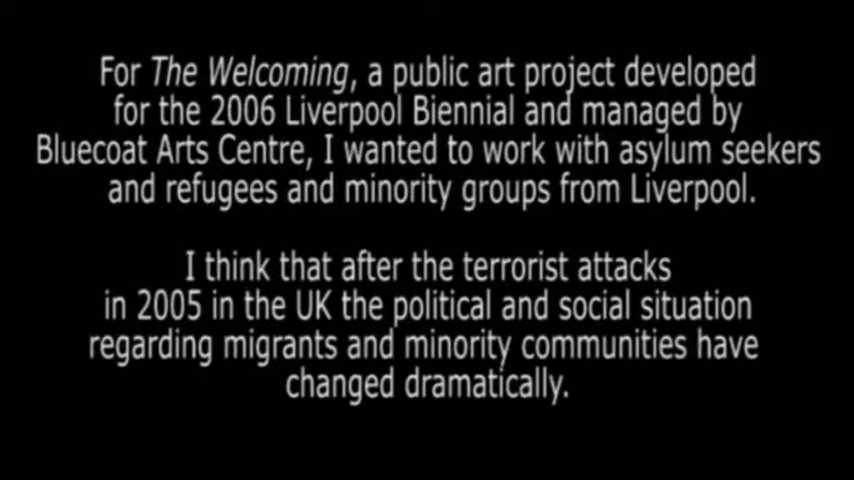 For The Welcoming, a public art project developed
for the 2006 Liverpool Biennial and managed by
Bluecoat Arts Centre, I wanted to work with asylum seekers
and refugees and minority groups from Liverpool.
I think that after the terrorist attacks
in 2005 in the UK the political and social situation
regarding migrants and minority communities have
changed dramatically.